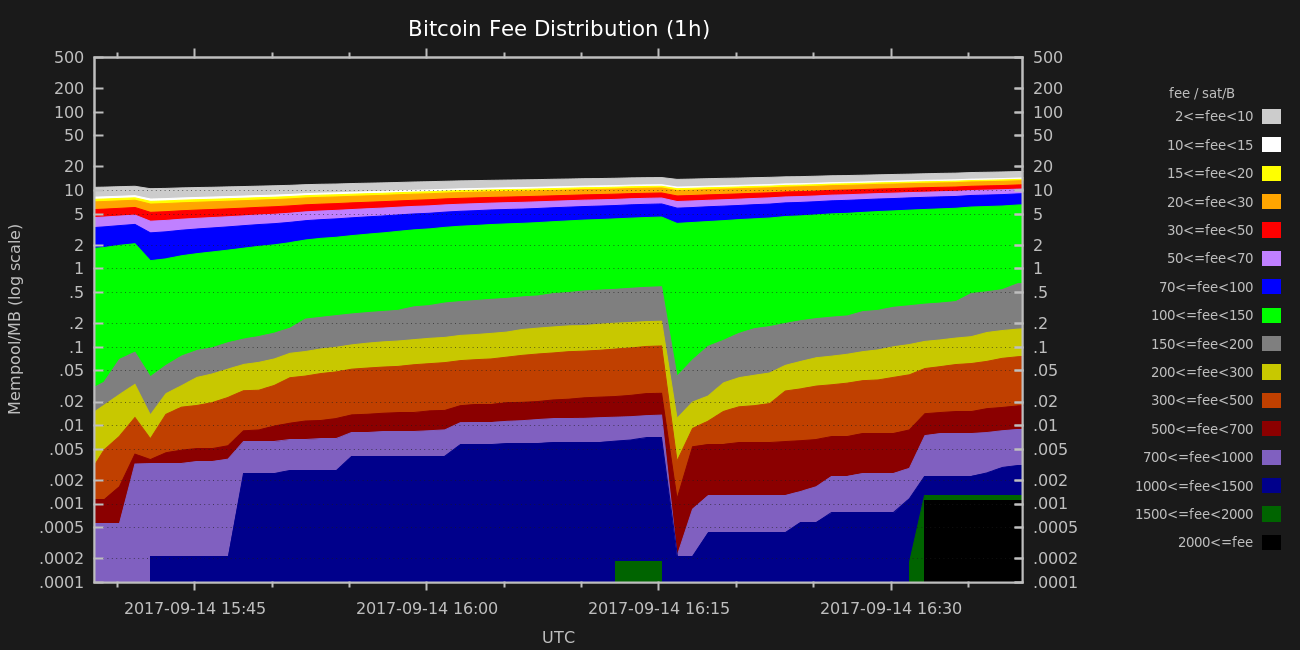 Bitcoin Fee Distribution (1h)
500 500
200 200
100 100
50 50
20 20
10 10
5 5
2 2
1 1
.5 .5
.2 .2
.1 .1
.05 .05
.02 .02
.01 .01
.005 .005
.002 .002
.001 .001
.0005 .0005
.0002 .0002
.0001 .0001
Mempool/MB (log scale)
2017-09-14 15:45 2017-09-14 16:00 2017-09-14 16:15 2017-09-14 16:30
UTC
fee / sat/B
2<=fee<10
10<=fee<15
15<=fee<20
20<=fee<30
30<=fee<50
50<=fee<70
70<=fee<100
100<=fee<150
150<=fee<200
200<=fee<300
300<=fee<500
500<=fee<700
700<=fee<1000
1000<=fee<1500
1500<=fee<2000
2000<=fee